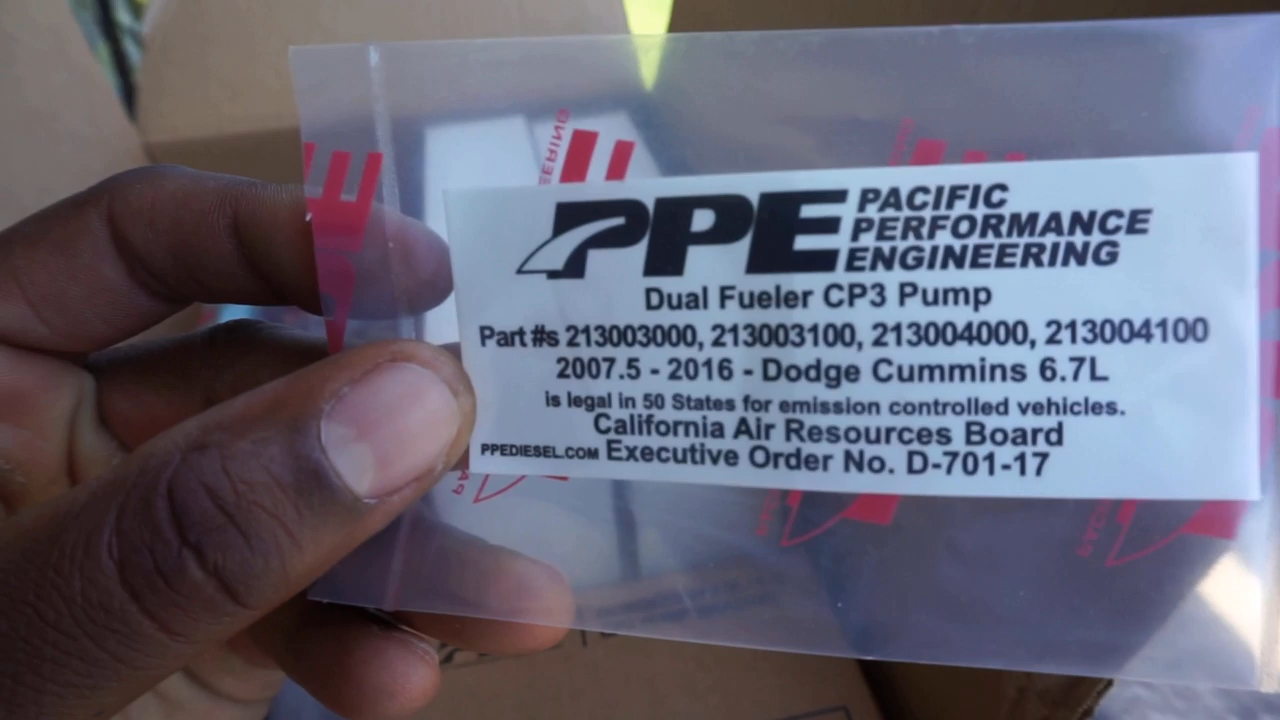 PPE PACIFIC
PERFORMANCE
ENGINEERING
Dual Fueler CP3 Pump
Part #s 213003000, 213003100, 213004000, 213004100
2007.5 - 2016 - Dodge Cummins 6.7L
is legal in 50 States for emission controlled vehicles.
California Air Resources Board
PPEDIESEL.COM Executive Order No. D-701-17